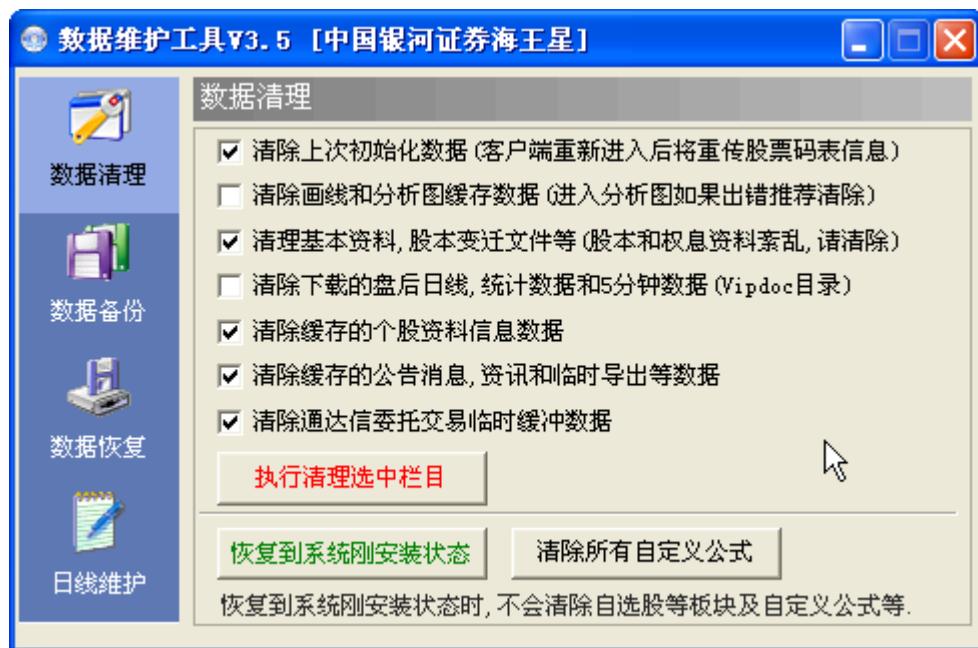 数据维护工具V3.5 [中国银河证券海王星]
数据清理
数据备份
数据恢复
日线维护
数据清理
清除上次初始化数据(客户端重新进入后将重传股票码表信息)
清除画线和分析图缓存数据(进入分析图如果出错推荐清除)
清理基本资料,股本变迁文件等(股本和权息资料紊乱,请清除)
清除下载的盘后日线,统计数据和5分钟数据(Vipdoc目录)
清除缓存的个股资料信息数据
清除缓存的公告消息,资讯和临时导出等数据
清除通达信委托交易临时缓冲数据
执行清理选中栏目
恢复到系统刚安装状态 清除所有自定义公式
恢复到系统刚安装状态时,不会清除自选股等板块及自定义公式等.